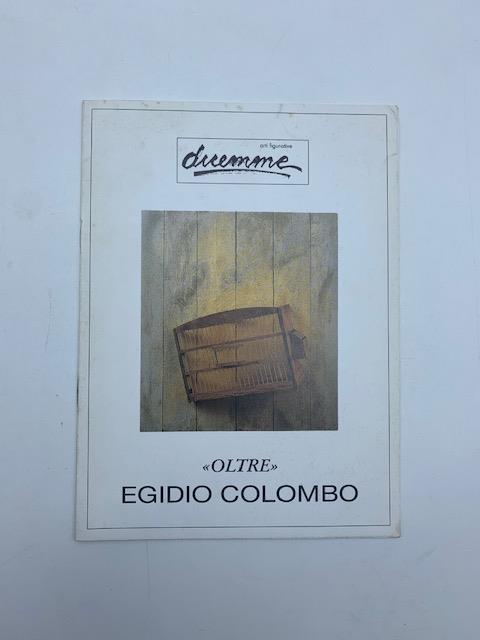 arti figurative
duemme
«OLTRE»
EGIDIO COLOMBO